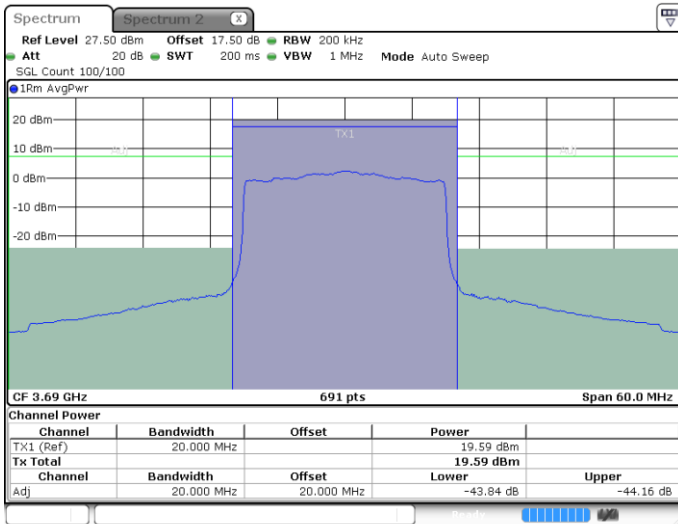 Spectrum Spectrum 2 X
Ref Level 27.50 dBm Offset 17.50 dB RBW 200 kHz
Att 20 dB SWT 200 ms VBW 1 MHz Mode Auto Sweep
SGL Count 100/100
1Rm AvgPwr
20 dBm
TX1
10 dBm
Adj Adj
0 dBm
-10 dBm
-20 dBm
CF 3.69 GHz 691 pts Span 60.0 MHz
Channel Power
Channel Bandwidth Offset Power
TX1 (Ref) 20.000 MHz 19.59 dBm
Tx Total 19.59 dBm
Channel Bandwidth Offset Lower Upper
Adj 20.000 MHz 20.000 MHz -43.84 dB -44.16 dB
Ready